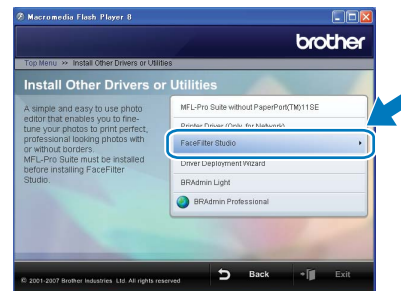 Macromedia Flash Player 8
brother
Top Menu >> Install Other Drivers or Utilities
Install Other Drivers or Utilities
A simple and easy to use photo
editor that enables you to fine-
tune your photos to print perfect,
professional looking photos with
or without borders.
MFL-Pro Suite must be installed
before installing FaceFilter
Studio.
MFL-Pro Suite without PaperPort(TM)11SE
Printer Driver (Only, for Network)
FaceFilter Studio
Driver Deployment Wizard
BRAdmin Light
BRAdmin Professional
© 2001-2007 Brother Industries Ltd. All rights reserved
Back
Exit